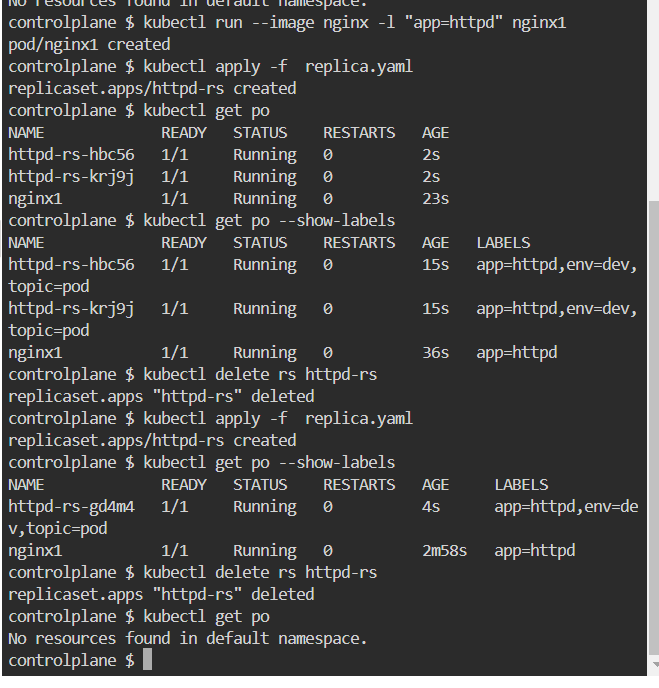 No resources found in default namespace.
controlplane $ kubectl run --image nginx -l "app=httpd" nginx1
pod/nginx1 created
controlplane $ kubectl apply -f  replica.yaml
replicaset.apps/httpd-rs created
controlplane $ kubectl get po
NAME             READY   STATUS    RESTARTS   AGE
httpd-rs-hbc56   1/1     Running   0          2s
httpd-rs-krj9j   1/1     Running   0          2s
nginx1           1/1     Running   0          23s
controlplane $ kubectl get po --show-labels
NAME             READY   STATUS    RESTARTS   AGE   LABELS
httpd-rs-hbc56   1/1     Running   0          15s   app=httpd,env=dev,
topic=pod
httpd-rs-krj9j   1/1     Running   0          15s   app=httpd,env=dev,
topic=pod
nginx1           1/1     Running   0          36s   app=httpd
controlplane $ kubectl delete rs httpd-rs
replicaset.apps "httpd-rs" deleted
controlplane $ kubectl apply -f  replica.yaml
replicaset.apps/httpd-rs created
controlplane $ kubectl get po --show-labels
NAME             READY   STATUS    RESTARTS   AGE     LABELS
httpd-rs-gd4m4   1/1     Running   0          4s      app=httpd,env=de
v,topic=pod
nginx1           1/1     Running   0          2m58s   app=httpd
controlplane $ kubectl delete rs httpd-rs
replicaset.apps "httpd-rs" deleted
controlplane $ kubectl get po
No resources found in default namespace.
controlplane $